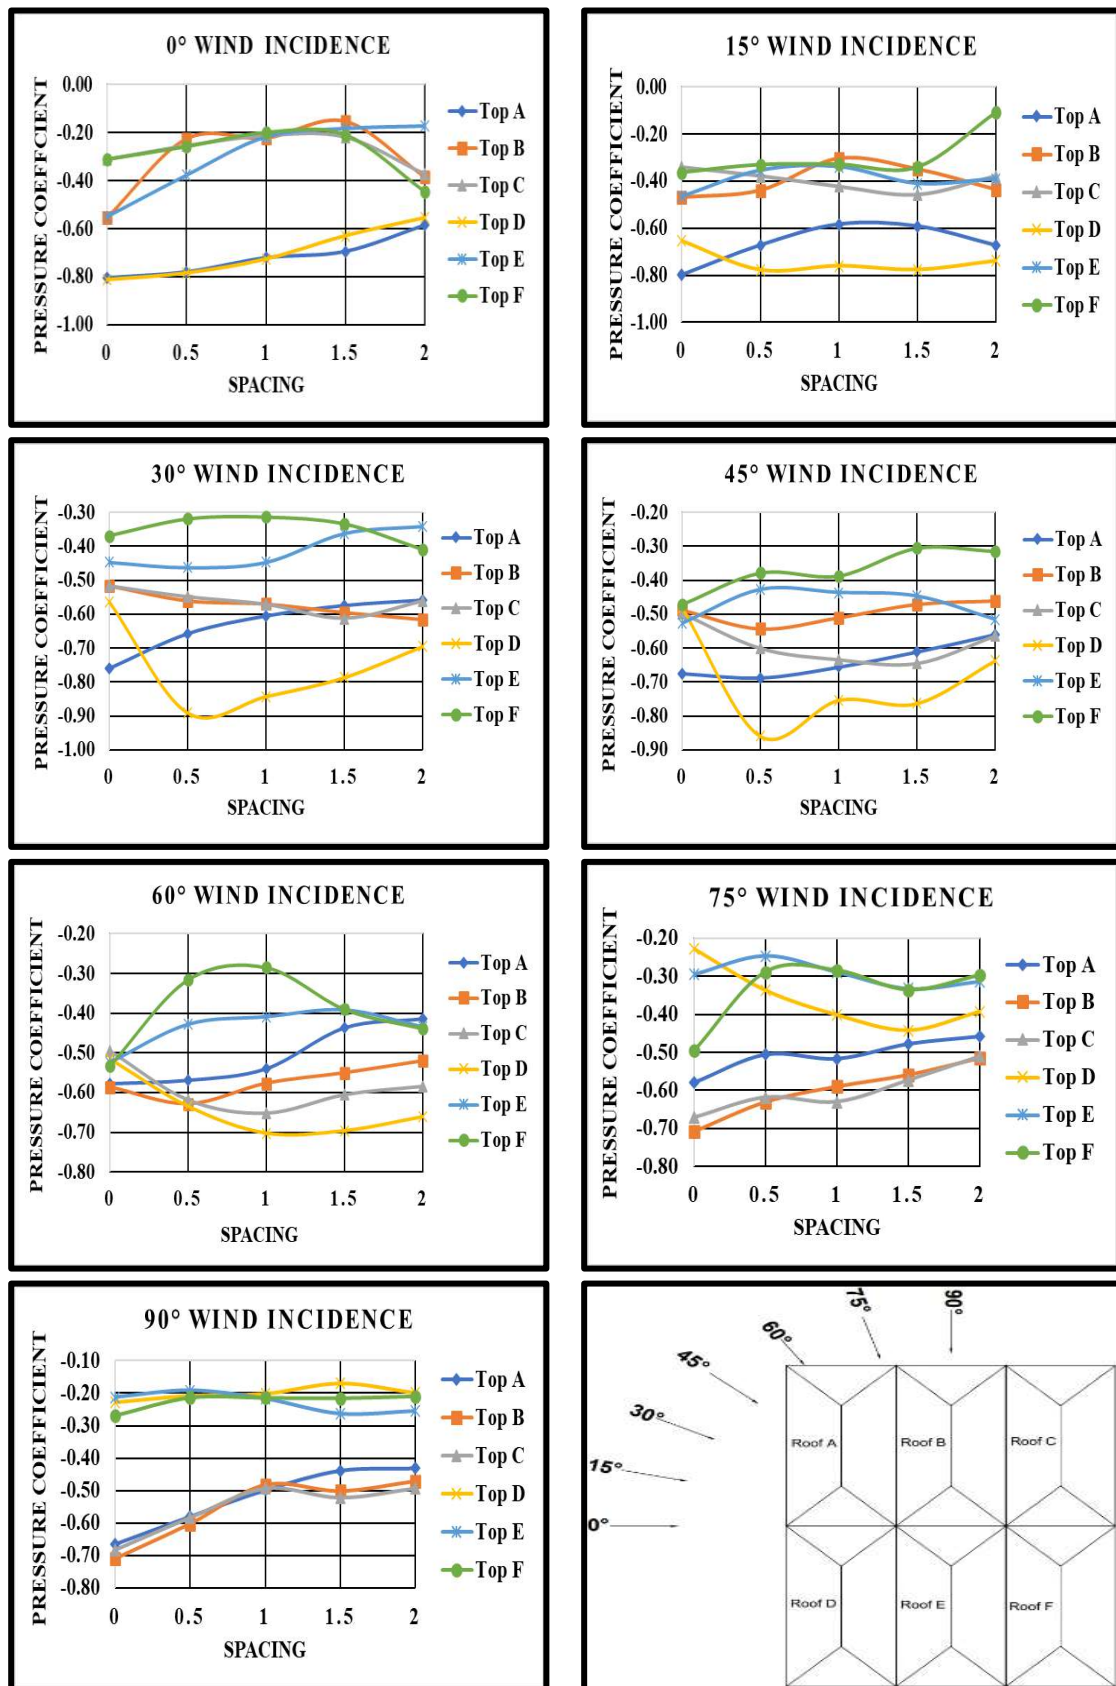 0° WIND INCIDENCE
PRESSURE COEFFICIENT
0.00
-0.20
-0.40
-0.60
-0.80
-1.00
0 0.5 1 1.5 2
SPACING
Top A
Top B
Top C
Top D
Top E
Top F
15° WIND INCIDENCE
PRESSURE COEFFICIENT
0.00
-0.20
-0.40
-0.60
-0.80
-1.00
0 0.5 1 1.5 2
SPACING
Top A
Top B
Top C
Top D
Top E
Top F
30° WIND INCIDENCE
PRESSURE COEFFICIENT
-0.30
-0.40
-0.50
-0.60
-0.70
-0.80
-0.90
-1.00
0 0.5 1 1.5 2
SPACING
Top A
Top B
Top C
Top D
Top E
Top F
45° WIND INCIDENCE
PRESSURE COEFFICIENT
-0.20
-0.30
-0.40
-0.50
-0.60
-0.70
-0.80
-0.90
0 0.5 1 1.5 2
SPACING
Top A
Top B
Top C
Top D
Top E
Top F
60° WIND INCIDENCE
PRESSURE COEFFICIENT
-0.20
-0.30
-0.40
-0.50
-0.60
-0.70
-0.80
0 0.5 1 1.5 2
SPACING
Top A
Top B
Top C
Top D
Top E
Top F
75° WIND INCIDENCE
PRESSURE COEFFICIENT
-0.20
-0.30
-0.40
-0.50
-0.60
-0.70
-0.80
0 0.5 1 1.5 2
SPACING
Top A
Top B
Top C
Top D
Top E
Top F
90° WIND INCIDENCE
PRESSURE COEFFICIENT
-0.10
-0.20
-0.30
-0.40
-0.50
-0.60
-0.70
-0.80
0 0.5 1 1.5 2
SPACING
Top A
Top B
Top C
Top D
Top E
Top F
75°
90°
60°
45°
30°
15°
0°
Roof A
Roof B
Roof C
Roof D
Roof E
Roof F